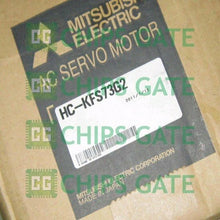 MITSUBISHI
ELECTRIC
AC SERVO MOTOR
HC-KFS73G2
MITSUBISHI ELECTRIC CORPORATION
MADE IN JAPAN
CHIPS GATE
CHIPS GATE
CHIPS GATE
CHIPS GATE